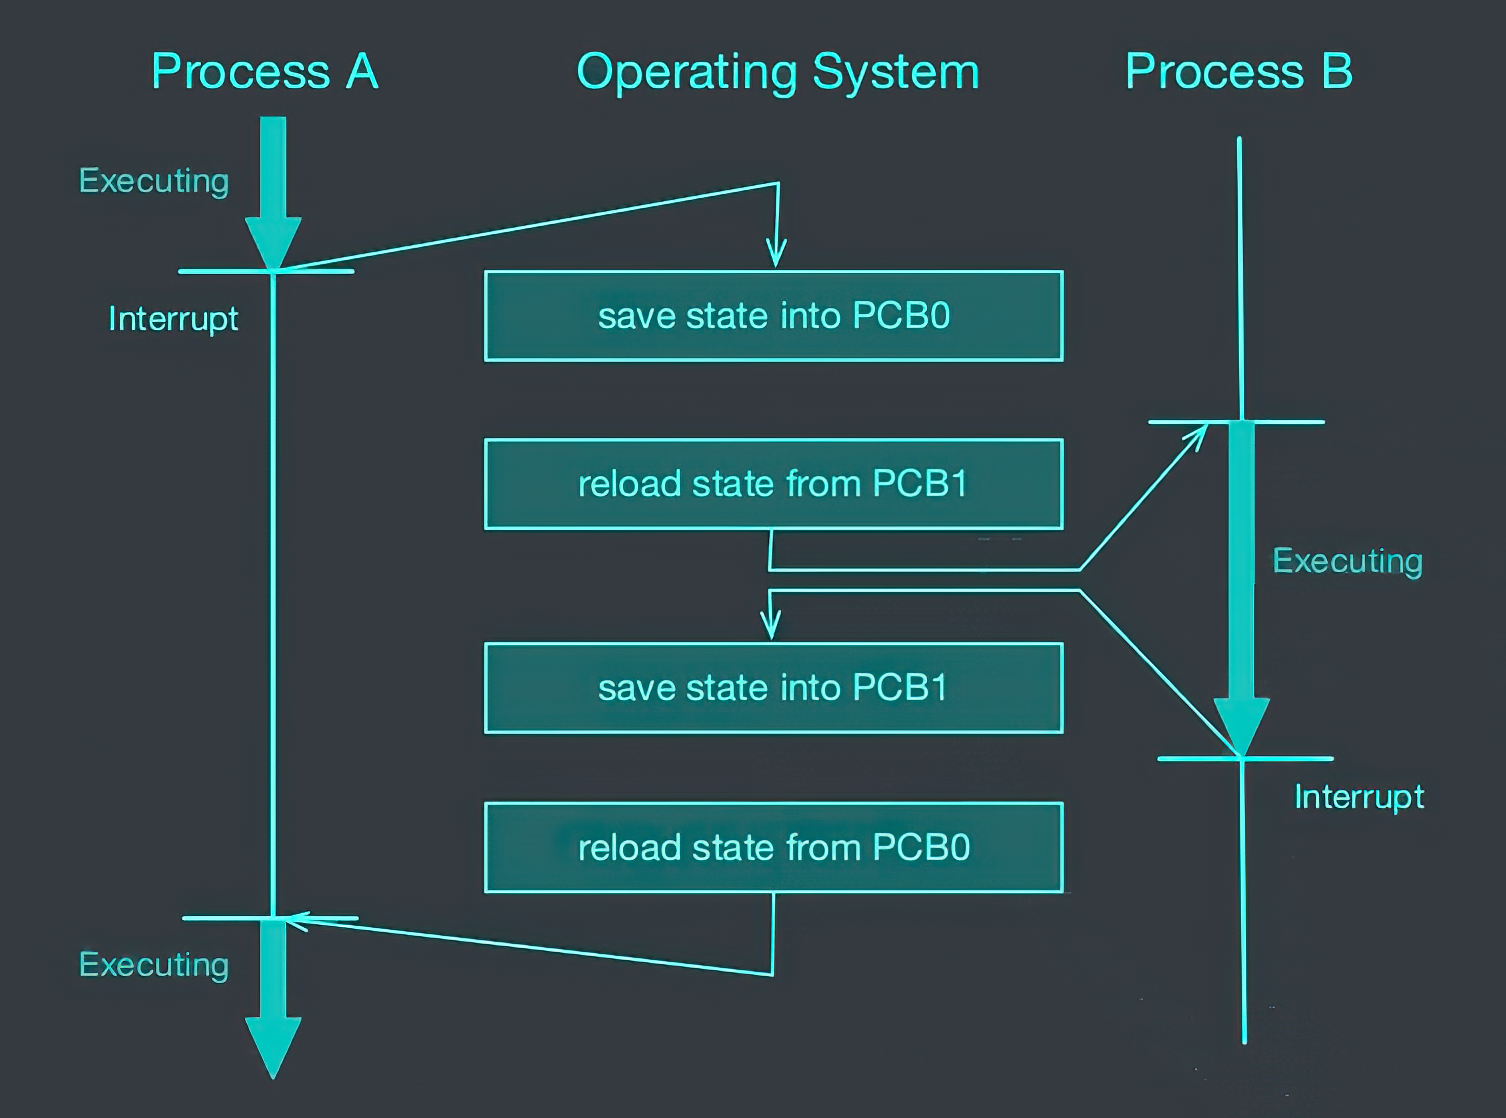 Process A
Operating System
Process B
Executing
Interrupt
save state into PCB0
reload state from PCB1
Executing
save state into PCB1
Interrupt
reload state from PCB0
Executing